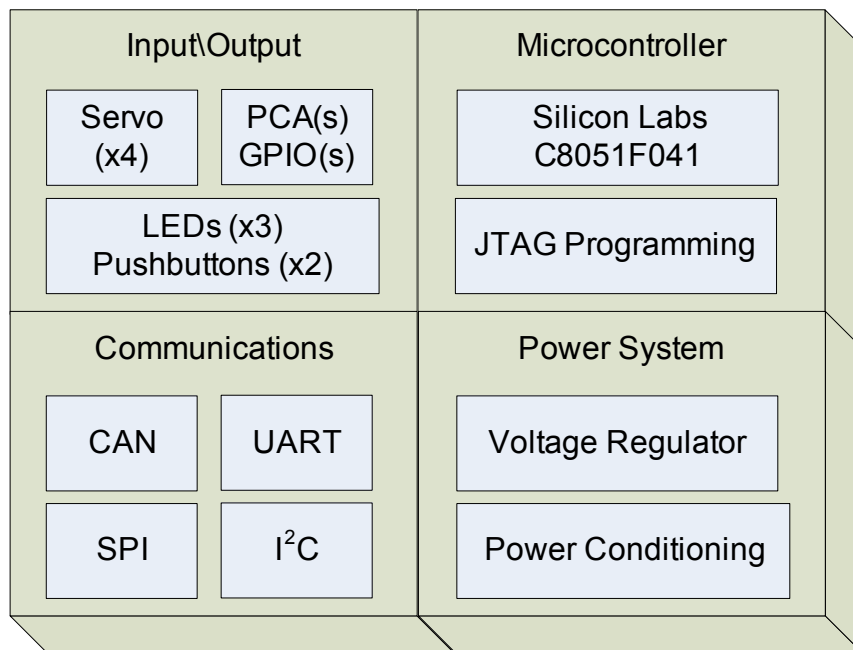 Input\Output
Servo
(x4)
PCA(s)
GPIO(s)
LEDs (x3)
Pushbuttons (x2)
Microcontroller
Silicon Labs
C8051F041
JTAG Programming
Communications
CAN
UART
SPI
I²C
Power System
Voltage Regulator
Power Conditioning